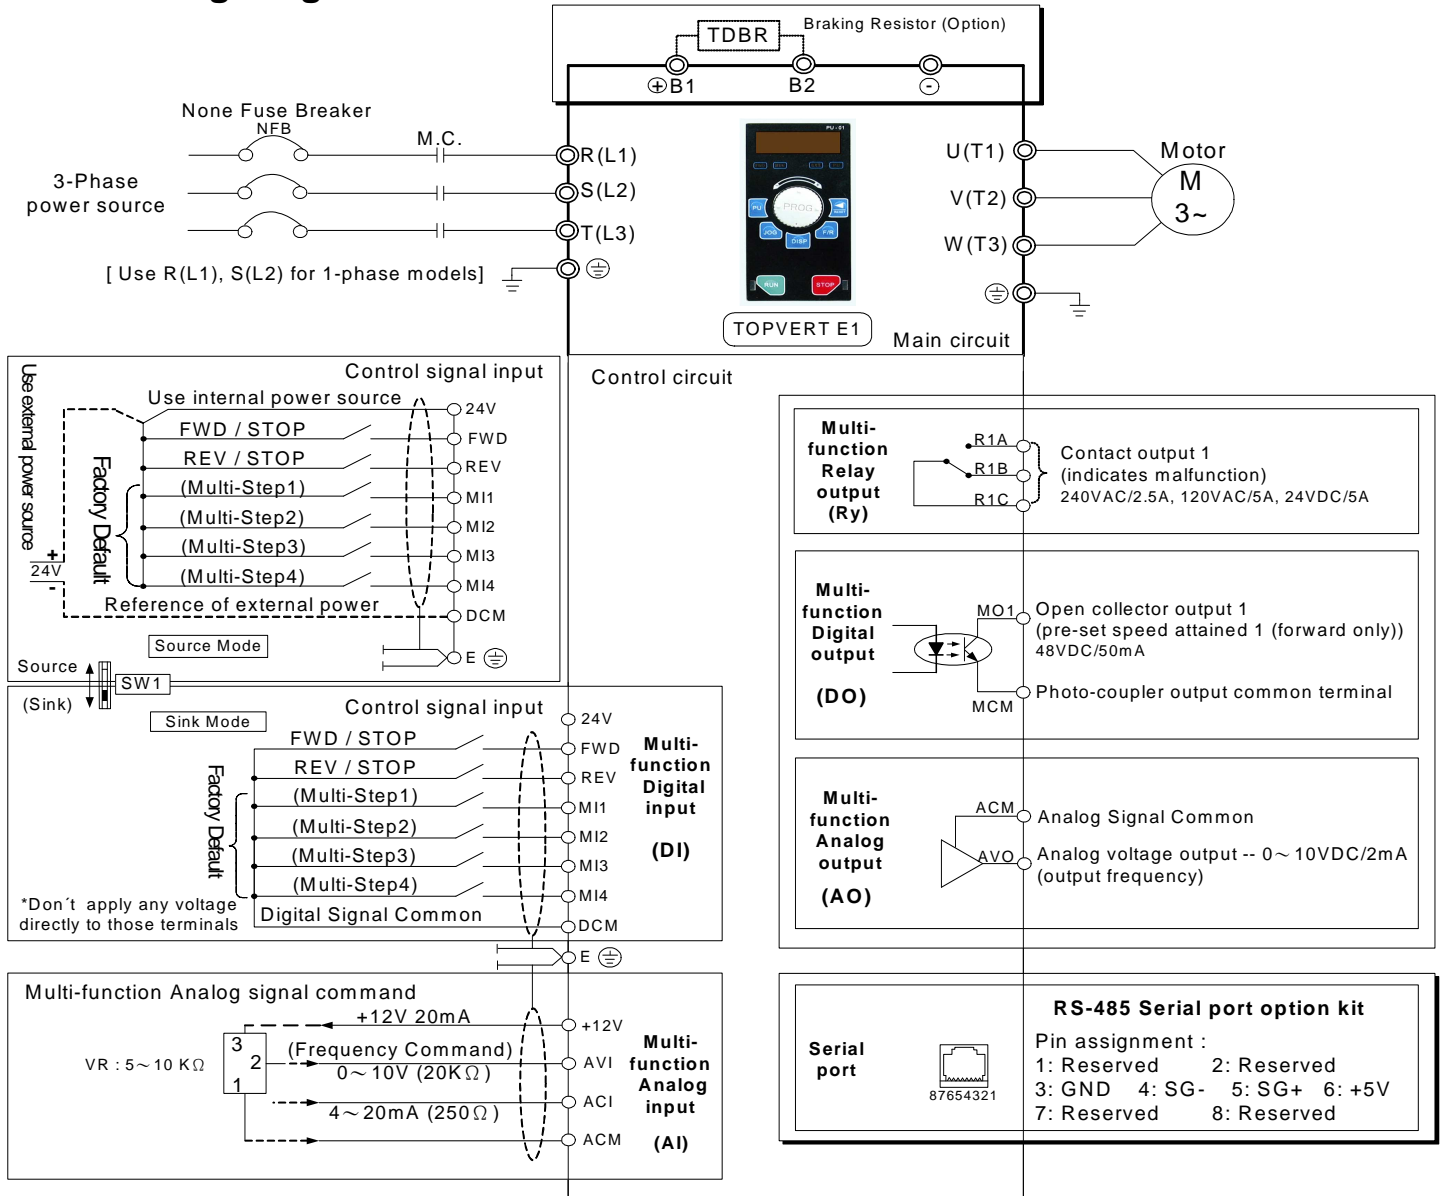 TDBR
Braking Resistor (Option)
B1
B2
None Fuse Breaker
NFB
M.C.
R(L1)
3-Phase
power source
S(L2)
T(L3)
[ Use R(L1), S(L2) for 1-phase models]
PU-01
PU
PROG
JOG
DISP
F/R
RUN
STOP
TOPVERT E1
U(T1)
V(T2)
W(T3)
Motor
M
3~
Main circuit
Control circuit
Use external power source
Control signal input
Use internal power source
24V
FWD / STOP
FWD
REV / STOP
REV
Factory Default
(Multi-Step1)
MI1
(Multi-Step2)
MI2
(Multi-Step3)
MI3
(Multi-Step4)
MI4
+
24V
-
Reference of external power
DCM
Source Mode
E
Source
(Sink)
SW1
Sink Mode
Control signal input
24V
FWD / STOP
FWD
REV / STOP
REV
Factory Default
(Multi-Step1)
MI1
(Multi-Step2)
MI2
(Multi-Step3)
MI3
(Multi-Step4)
MI4
*Don´t apply any voltage
directly to those terminals
Digital Signal Common
DCM
E
Multi-
function
Digital
input
(DI)
Multi-function Analog signal command
+12V 20mA
+12V
VR : 5～10 KΩ
3
2
1
(Frequency Command)
0～10V (20KΩ)
AVI
4～20mA (250Ω)
ACI
ACM
Multi-
function
Analog
input
(AI)
Multi-
function
Relay
output
(Ry)
R1A
R1B
R1C
Contact output 1
(indicates malfunction)
240VAC/2.5A, 120VAC/5A, 24VDC/5A
Multi-
function
Digital
output
(DO)
MO1
MCM
Open collector output 1
(pre-set speed attained 1 (forward only))
48VDC/50mA
Photo-coupler output common terminal
Multi-
function
Analog
output
(AO)
ACM
AVO
Analog Signal Common
Analog voltage output -- 0～10VDC/2mA
(output frequency)
RS-485 Serial port option kit
Serial
port
87654321
Pin assignment :
1: Reserved 2: Reserved
3: GND 4: SG- 5: SG+ 6: +5V
7: Reserved 8: Reserved